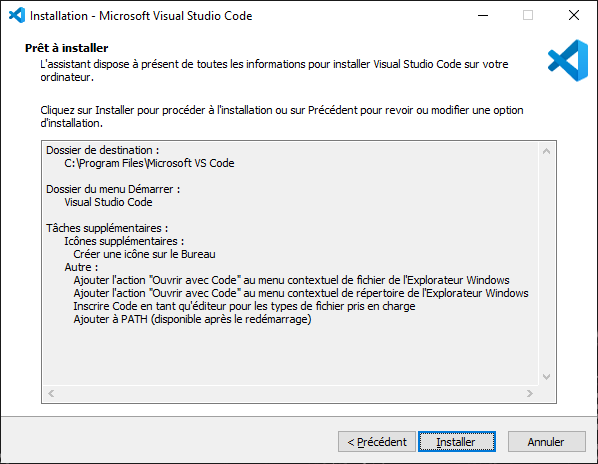 Installation - Microsoft Visual Studio Code
Prêt à installer
L'assistant dispose à présent de toutes les informations pour installer Visual Studio Code sur votre
ordinateur.
Cliquez sur Installer pour procéder à l'installation ou sur Précédent pour revoir ou modifier une option
d'installation.
Dossier de destination :
C:\Program Files\Microsoft VS Code
Dossier du menu Démarrer :
Visual Studio Code
Tâches supplémentaires :
Icônes supplémentaires :
Créer une icône sur le Bureau
Autre :
Ajouter l'action "Ouvrir avec Code" au menu contextuel de fichier de l'Explorateur Windows
Ajouter l'action "Ouvrir avec Code" au menu contextuel de répertoire de l'Explorateur Windows
Inscrire Code en tant qu'éditeur pour les types de fichier pris en charge
Ajouter à PATH (disponible après le redémarrage)
< Précédent Installer Annuler